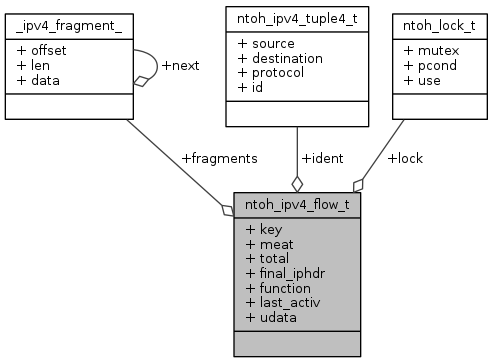 _ipv4_fragment_
+ offset
+ len
+ data
+next
ntoh_ipv4_tuple4_t
+ source
+ destination
+ protocol
+ id
ntoh_lock_t
+ mutex
+ pcond
+ use
+fragments
+ident
+lock
ntoh_ipv4_flow_t
+ key
+ meat
+ total
+ final_iphdr
+ function
+ last_activ
+ udata